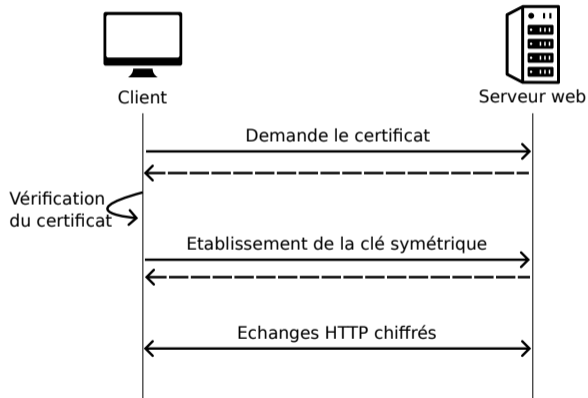 Client
Serveur web
Demande le certificat
Vérification
du certificat
Etablissement de la clé symétrique
Echanges HTTP chiffrés